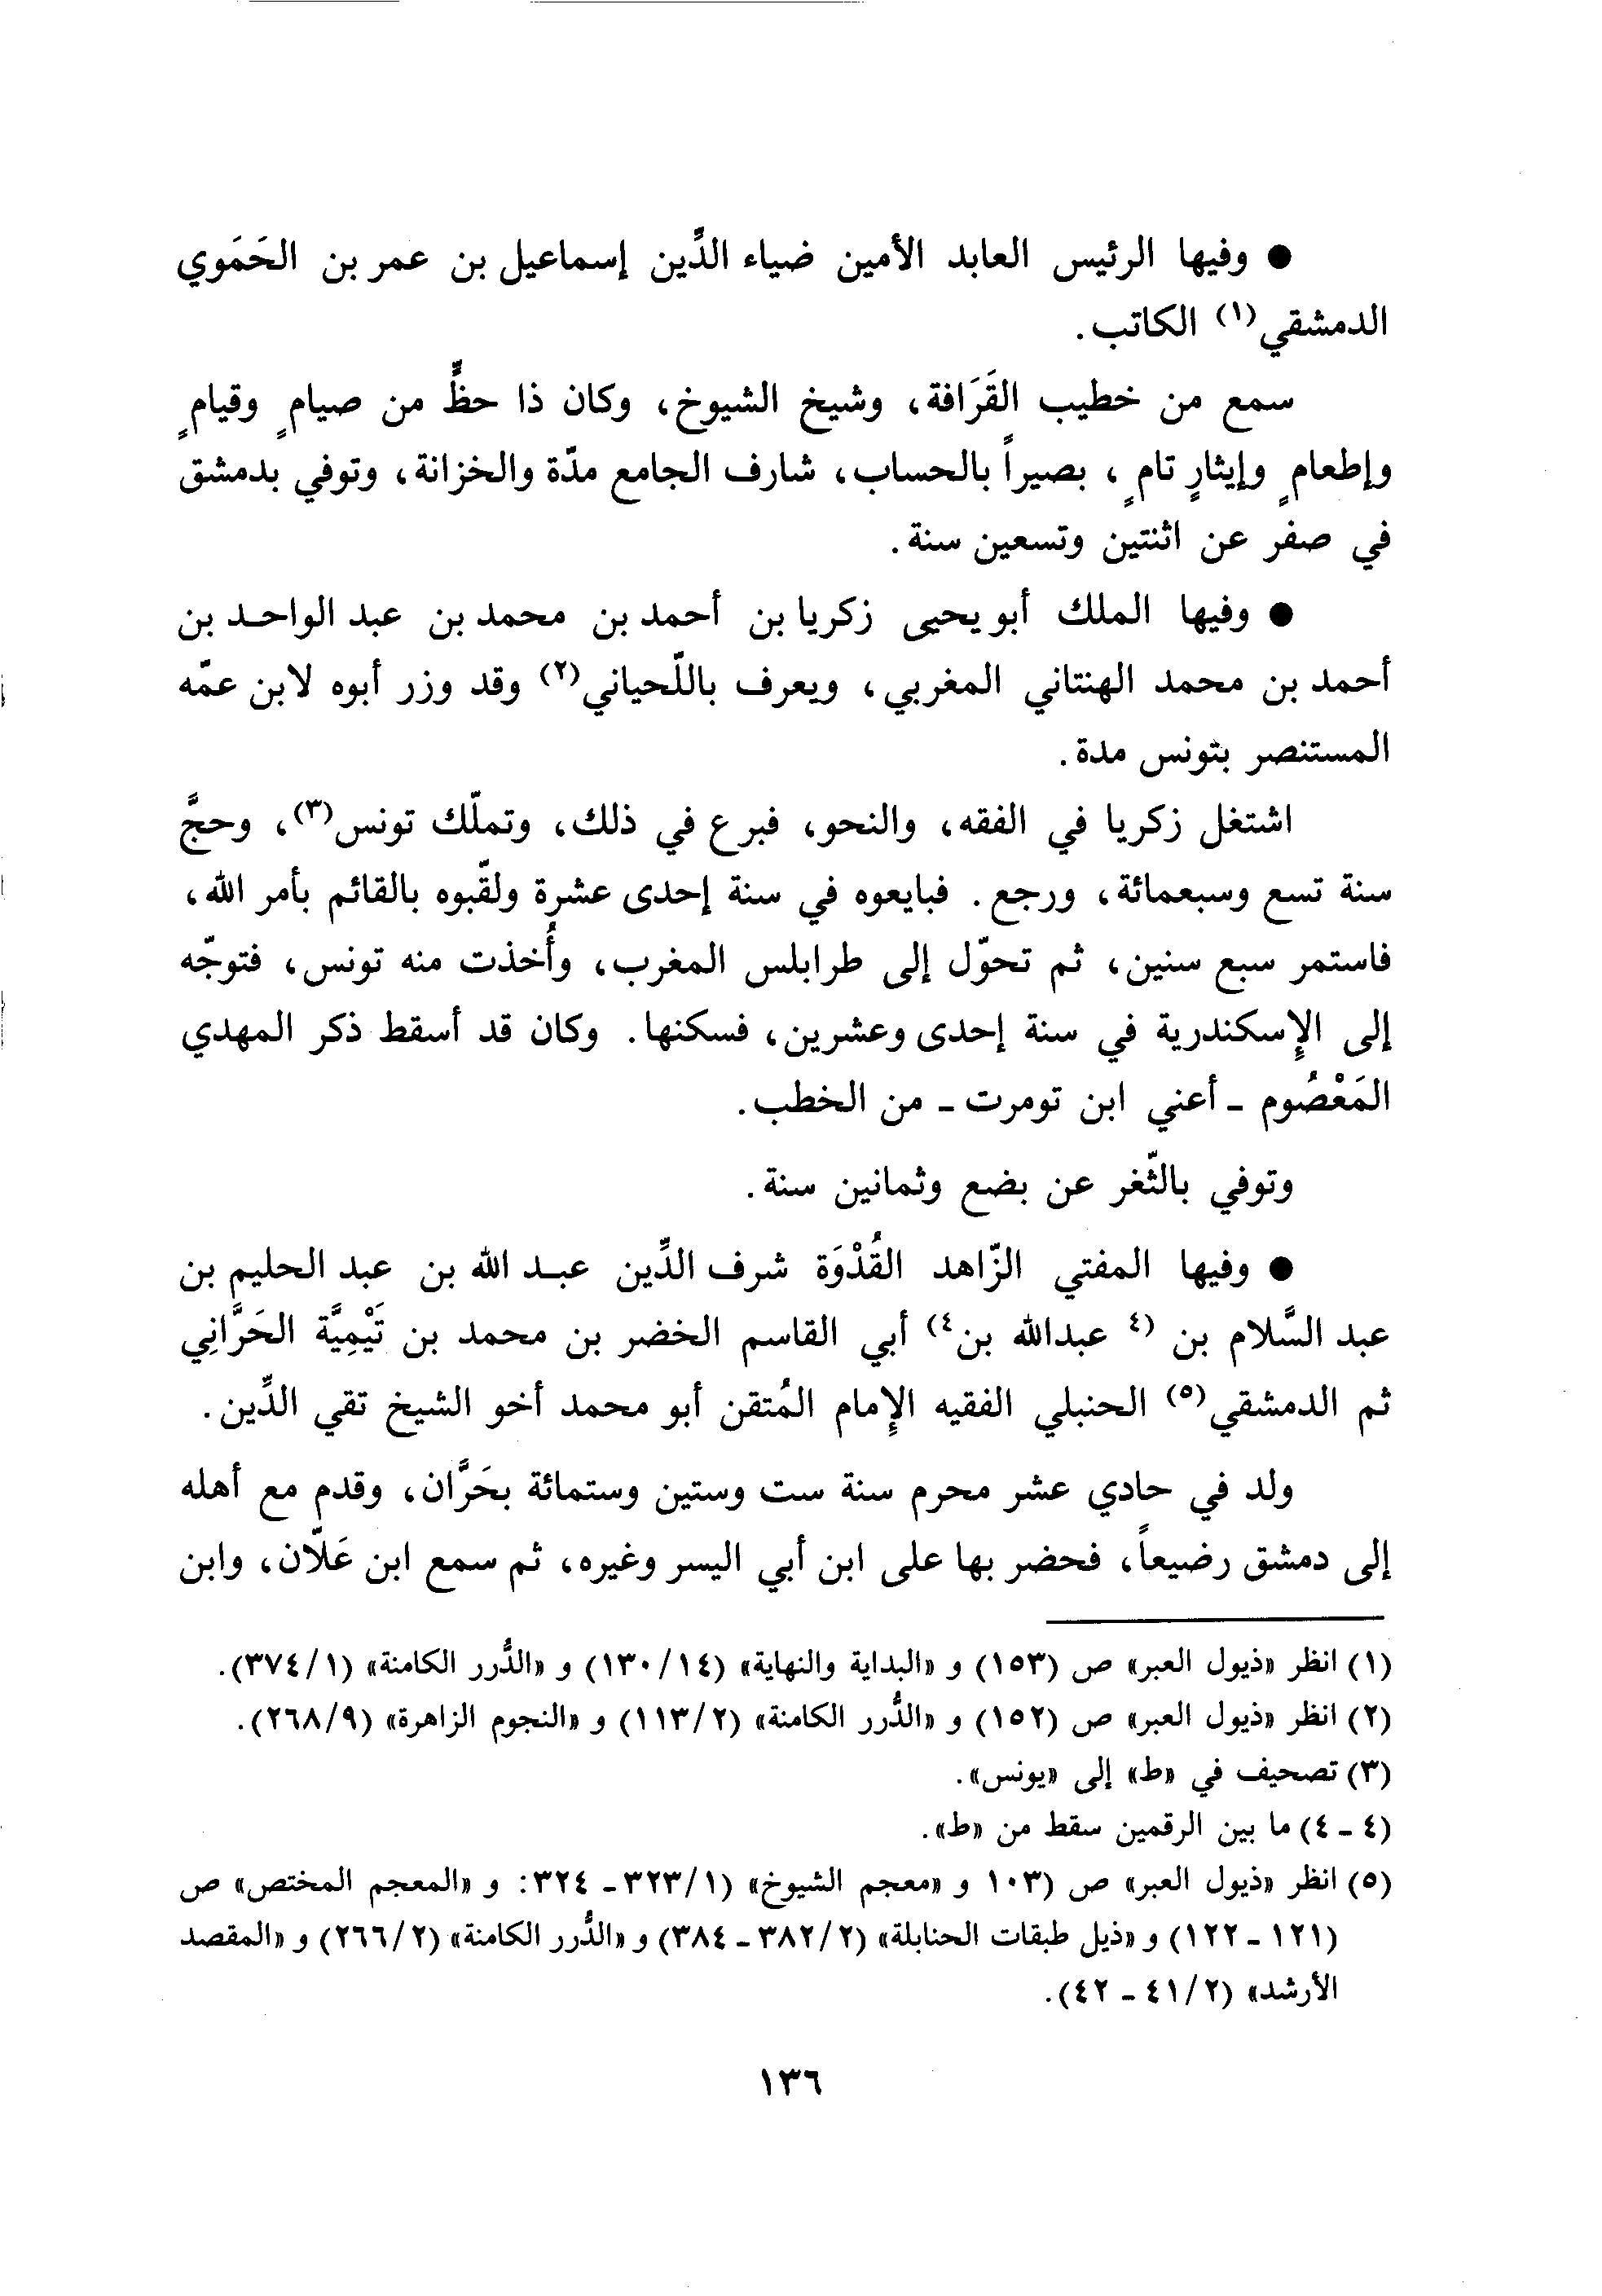 ● وفيها الرئيس العابد الأمين ضياء الدِّين إسماعيل بن عمر بن الحَمَوي
الدمشقي(١) الكاتب.
سمع من خطيب القَرَافة، وشيخ الشيوخ، وكان ذا حظٍّ من صيامٍ وقيامٍ
وإطعامٍ وإيثارٍ تامٍ، بصيراً بالحساب، شارف الجامع مدّة والخزانة، وتوفي بدمشق
في صفر عن اثنتين وتسعين سنة.
● وفيها الملك أبو يحيى زكريا بن أحمد بن محمد بن عبد الواحد بن
أحمد بن محمد الهنتاني المغربي، ويعرف باللّحياني(٢) وقد وزر أبوه لابن عمّه
المستنصر بتونس مدة.
اشتغل زكريا في الفقه، والنحو، فبرع في ذلك، وتملّك تونس(٣)، وحجَّ
سنة تسع وسبعمائة، ورجع. فبايعوه في سنة إحدى عشرة ولقّبوه بالقائم بأمر الله،
فاستمر سبع سنين، ثم تحوّل إلى طرابلس المغرب، وأُخذت منه تونس، فتوجّه
إلى الإِسكندرية في سنة إحدى وعشرين، فسكنها. وكان قد أسقط ذكر المهدي
المَعْصُوم - أعني ابن تومرت - من الخطب.
وتوفي بالثّغر عن بضع وثمانين سنة.
● وفيها المفتي الزّاهد القُدْوَة شرف الدِّين عبد الله بن عبد الحليم بن
عبد السَّلام بن (٤ عبدالله بن٤) أبي القاسم الخضر بن محمد بن تَيْمِيَّة الحَرَّانِي
ثم الدمشقي(٥) الحنبلي الفقيه الإِمام المُتقن أبو محمد أخو الشيخ تقي الدِّين.
ولد في حادي عشر محرم سنة ست وستين وستمائة بحَرَّان، وقدم مع أهله
إلى دمشق رضيعاً، فحضر بها على ابن أبي اليسر وغيره، ثم سمع ابن عَلّان، وابن
(١) انظر «ذيول العبر» ص (١٥٣) و «البداية والنهاية» (١٤/١٣٠) و «الدُّرر الكامنة» (١/٣٧٤).
(٢) انظر «ذيول العبر» ص (١٥٢) و «الدُّرر الكامنة» (٢/١١٣) و «النجوم الزاهرة» (٩/٢٦٨).
(٣) تصحيف في «ط» إلى «يونس».
(٤ - ٤) ما بين الرقمين سقط من «ط».
(٥) انظر «ذيول العبر» ص (١٠٣ و «معجم الشيوخ» (١/٣٢٣ - ٣٢٤: و «المعجم المختص» ص
(١٢١ - ١٢٢) و «ذيل طبقات الحنابلة» (٢/٣٨٢ - ٣٨٤) و «الدُّرر الكامنة» (٢/٢٦٦) و «المقصد
الأرشد» (٢/٤١ - ٤٢).
١٣٦